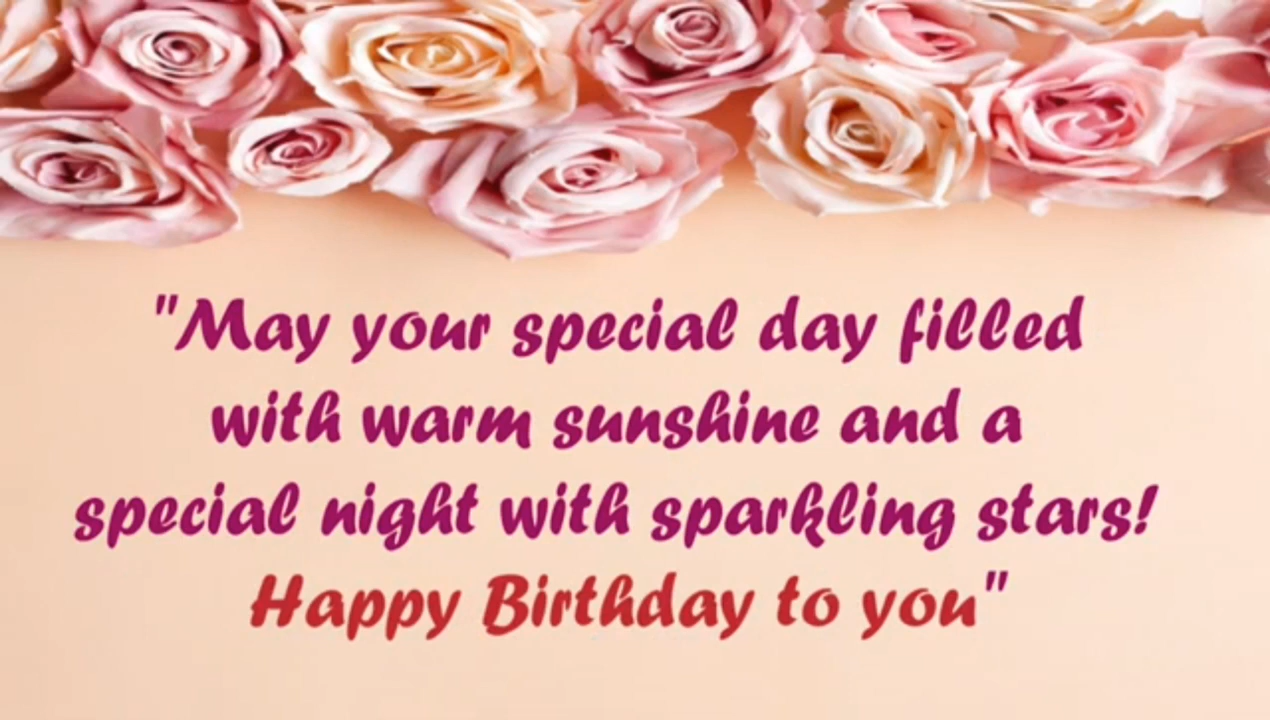 "May your special day filled
with warm sunshine and a
special night with sparkling stars!
Happy Birthday to you"